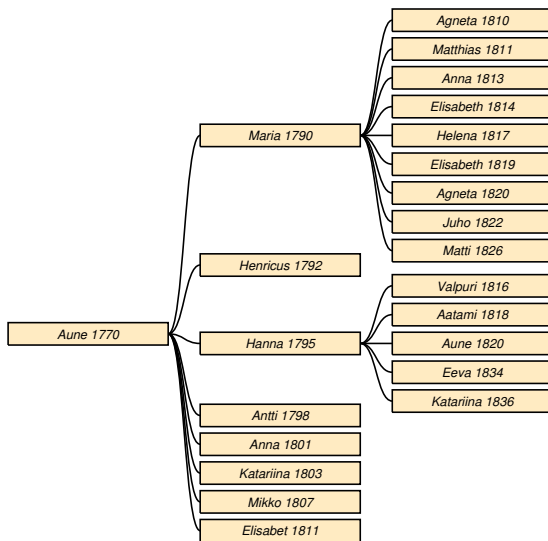 Aune 1770
Maria 1790
Agneta 1810
Matthias 1811
Anna 1813
Elisabeth 1814
Helena 1817
Elisabeth 1819
Agneta 1820
Juho 1822
Matti 1826
Henricus 1792
Hanna 1795
Valpuri 1816
Aatami 1818
Aune 1820
Eeva 1834
Katariina 1836
Antti 1798
Anna 1801
Katariina 1803
Mikko 1807
Elisabet 1811